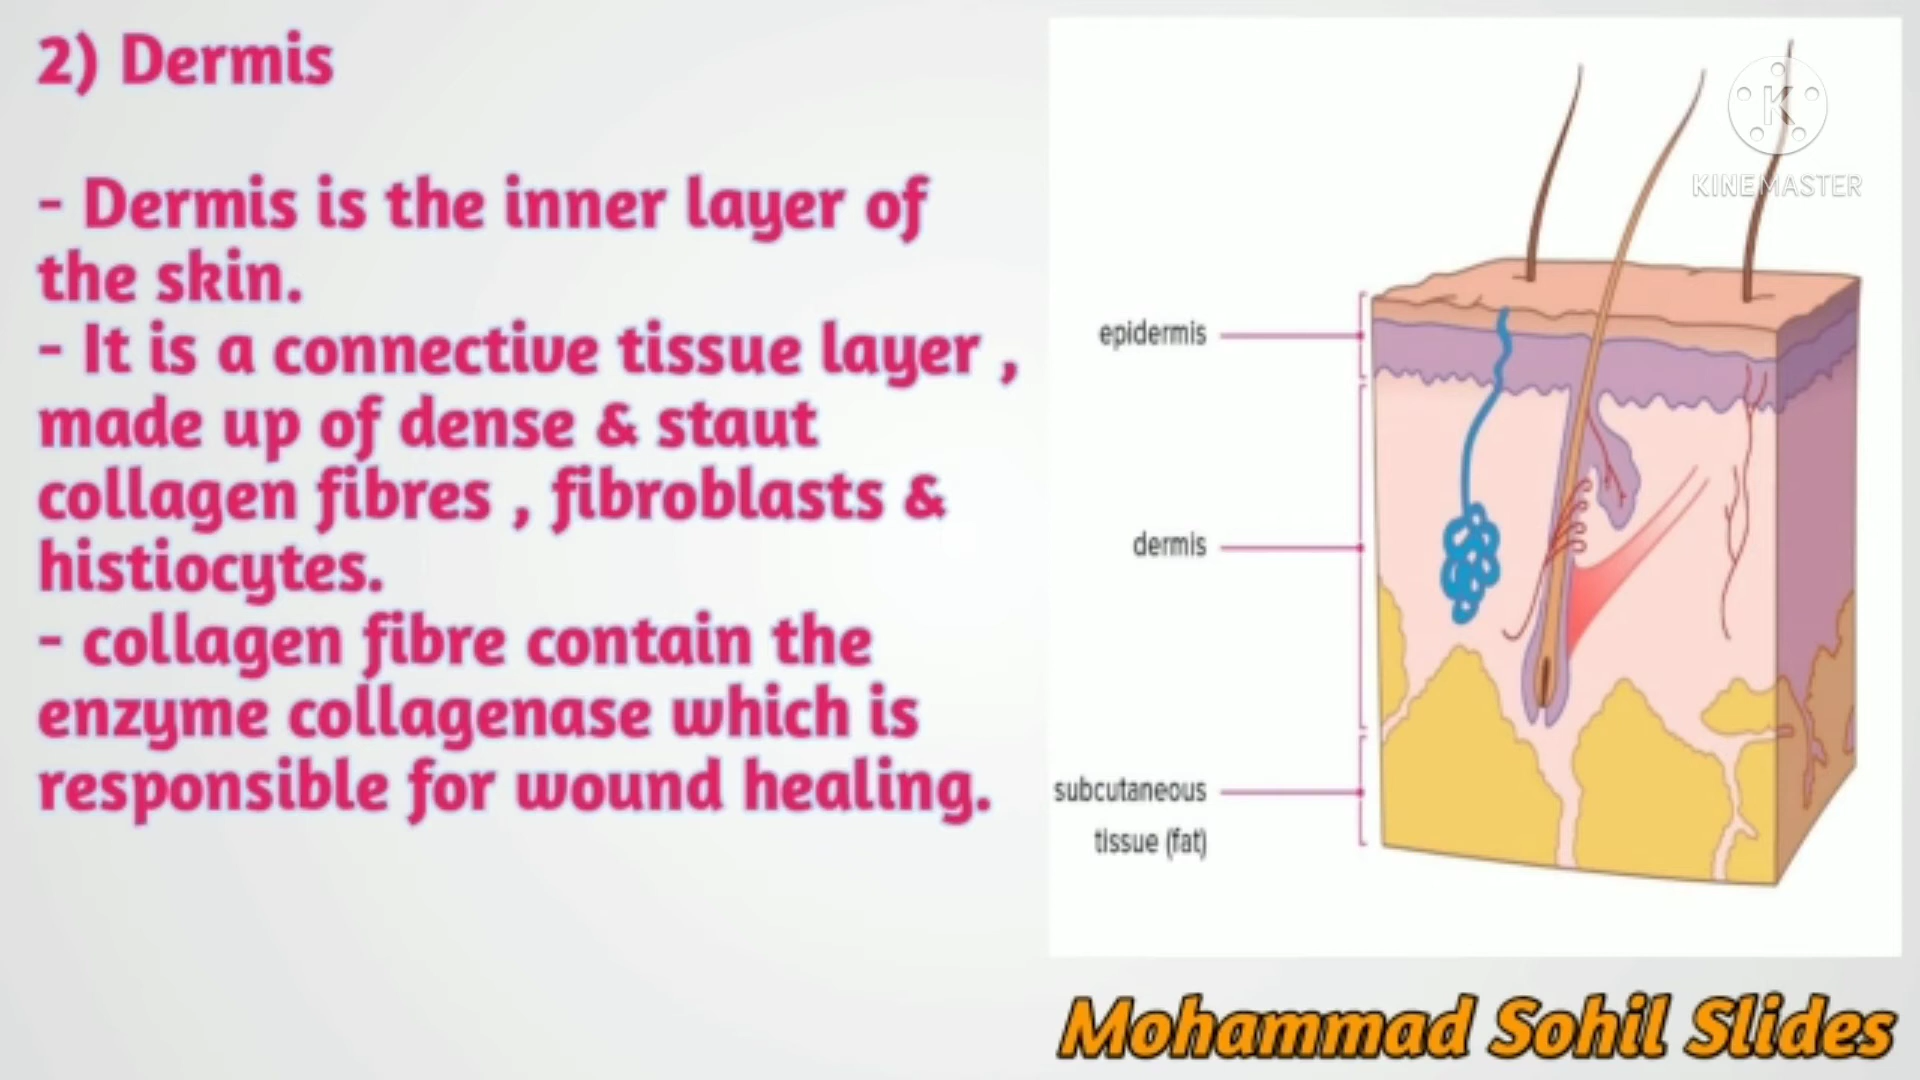 2) Dermis
- Dermis is the inner layer of
the skin.
- It is a connective tissue layer ,
made up of dense & staut
collagen fibres , fibroblasts &
histiocytes.
- collagen fibre contain the
enzyme collagenase which is
responsible for wound healing.
K
KINEMASTER
epidermis
dermis
subcutaneous
tissue (fat)
Mohammad Sohil Slides